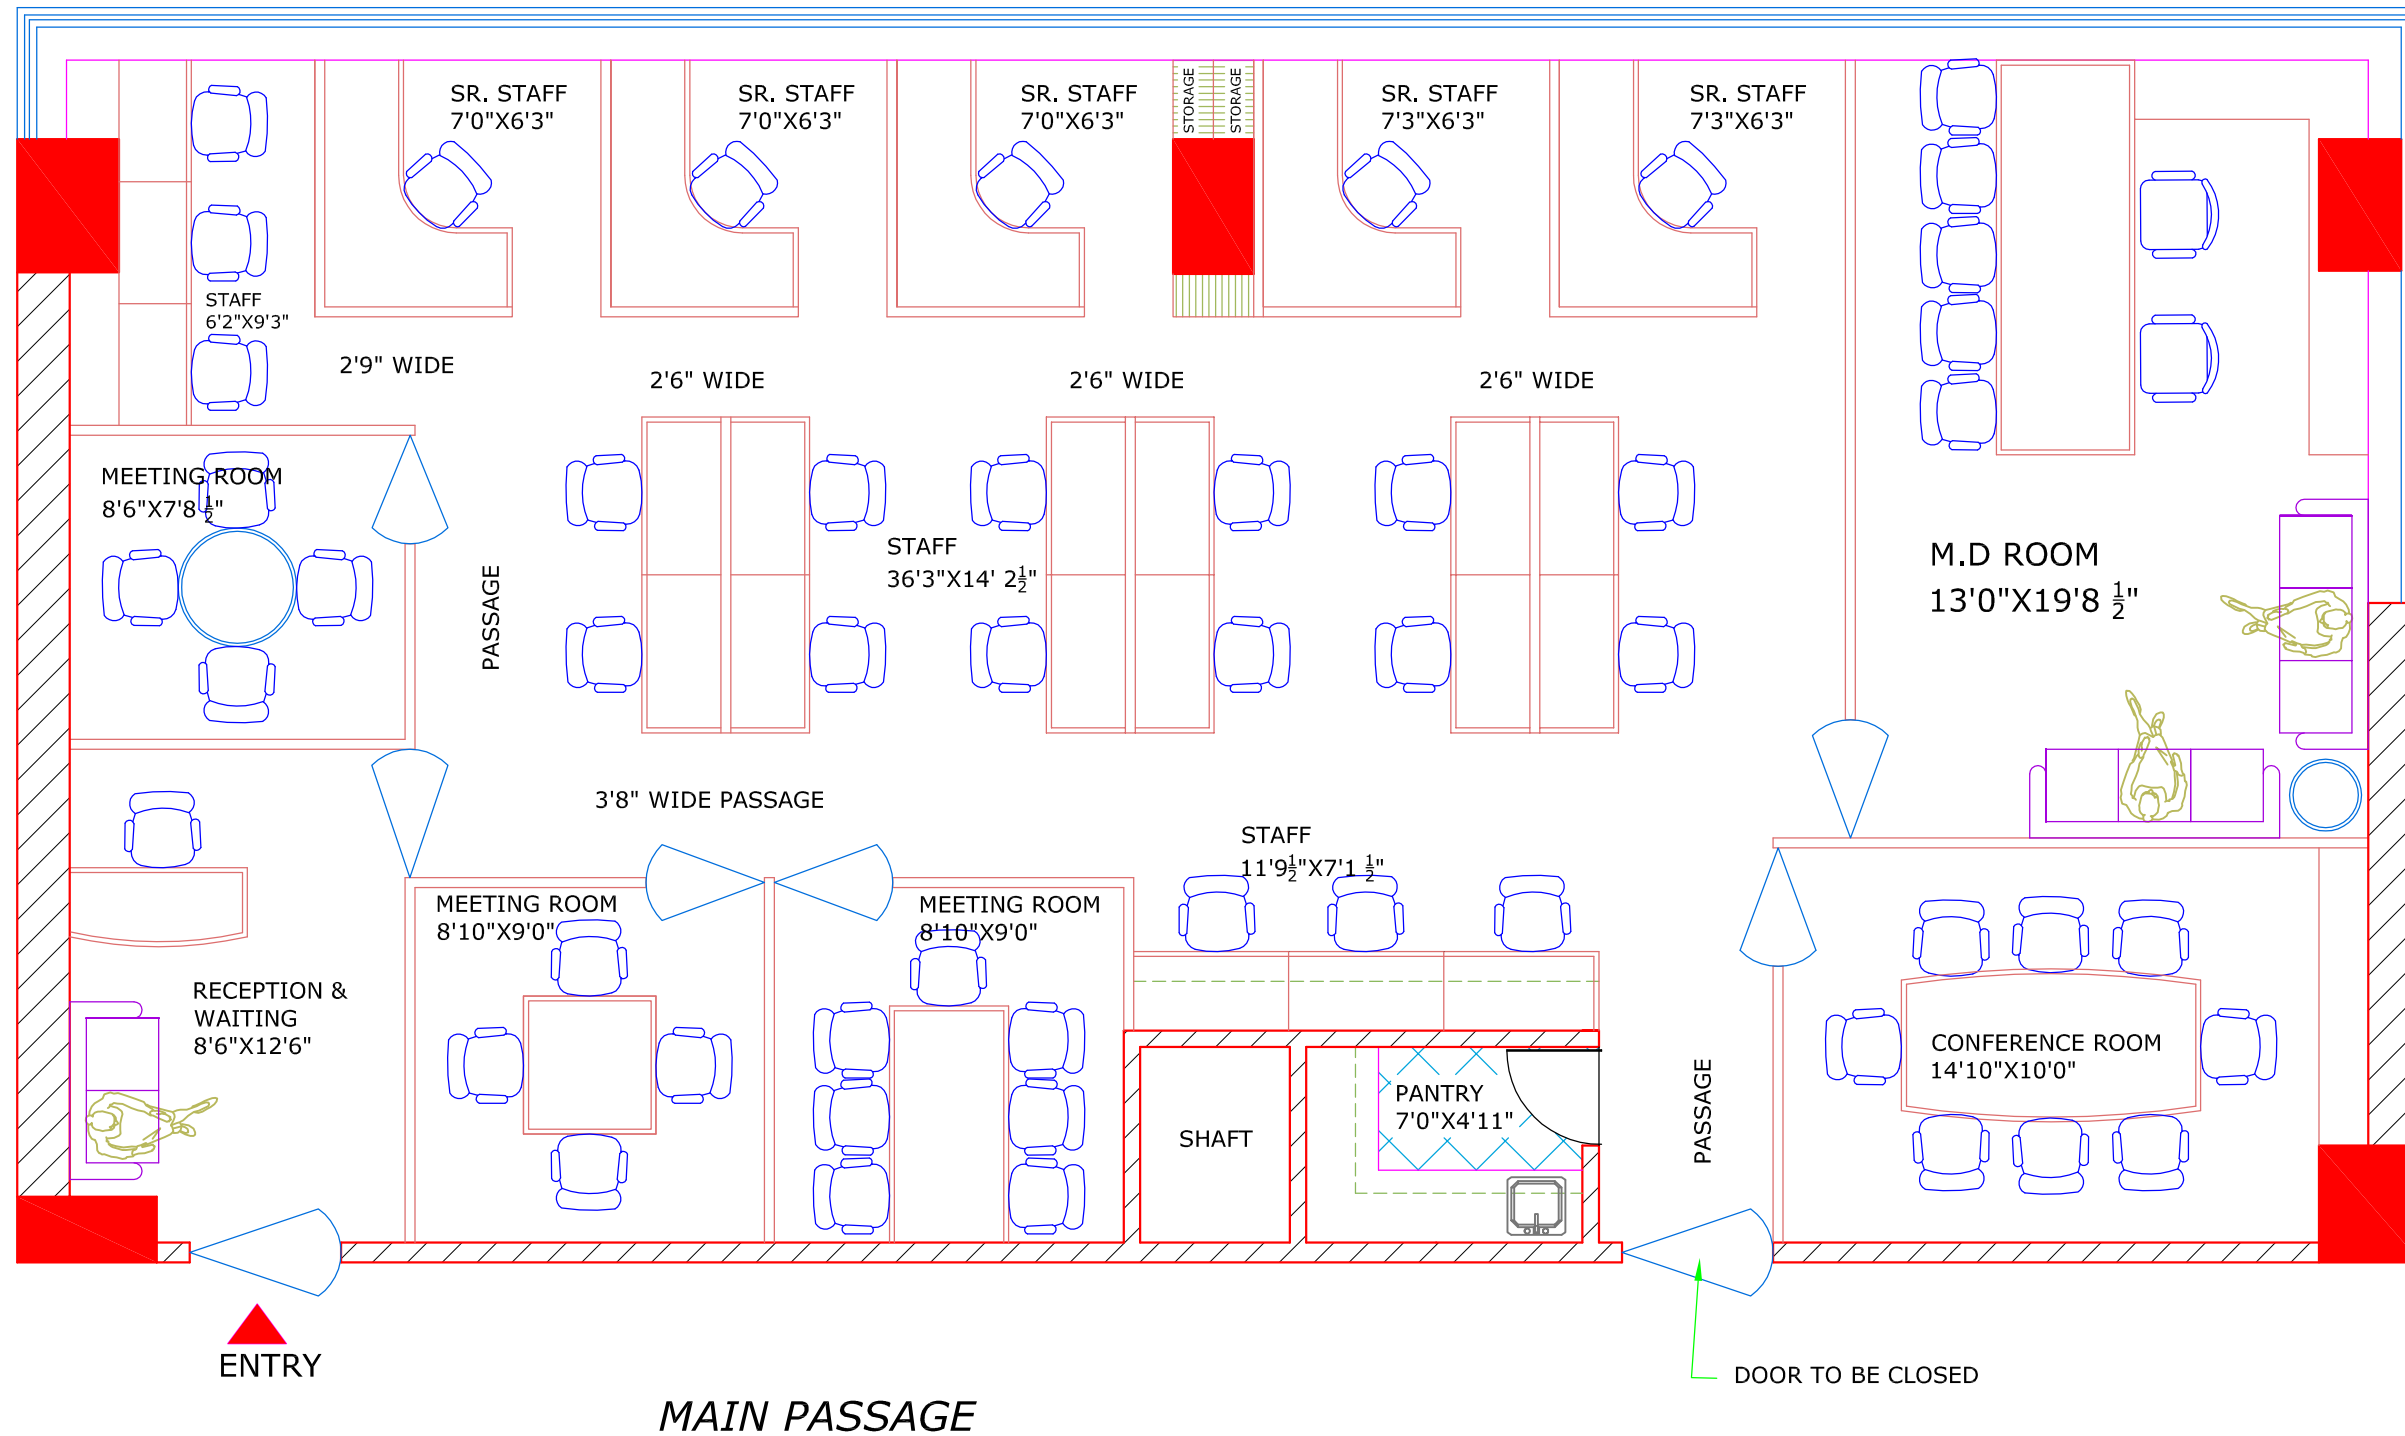 SR. STAFF
7'0"X6'3"
SR. STAFF
7'0"X6'3"
SR. STAFF
7'0"X6'3"
STORAGE
STORAGE
SR. STAFF
7'3"X6'3"
SR. STAFF
7'3"X6'3"
STAFF
6'2"X9'3"
2'9" WIDE
2'6" WIDE
2'6" WIDE
2'6" WIDE
MEETING ROOM
8'6"X7'8 1/2"
PASSAGE
STAFF
36'3"X14' 2 1/2"
M.D ROOM
13'0"X19'8 1/2"
3'8" WIDE PASSAGE
STAFF
11'9 1/2"X7'1 1/2"
MEETING ROOM
8'10"X9'0"
MEETING ROOM
8'10"X9'0"
RECEPTION &
WAITING
8'6"X12'6"
SHAFT
PANTRY
7'0"X4'11"
PASSAGE
CONFERENCE ROOM
14'10"X10'0"
ENTRY
DOOR TO BE CLOSED
MAIN PASSAGE